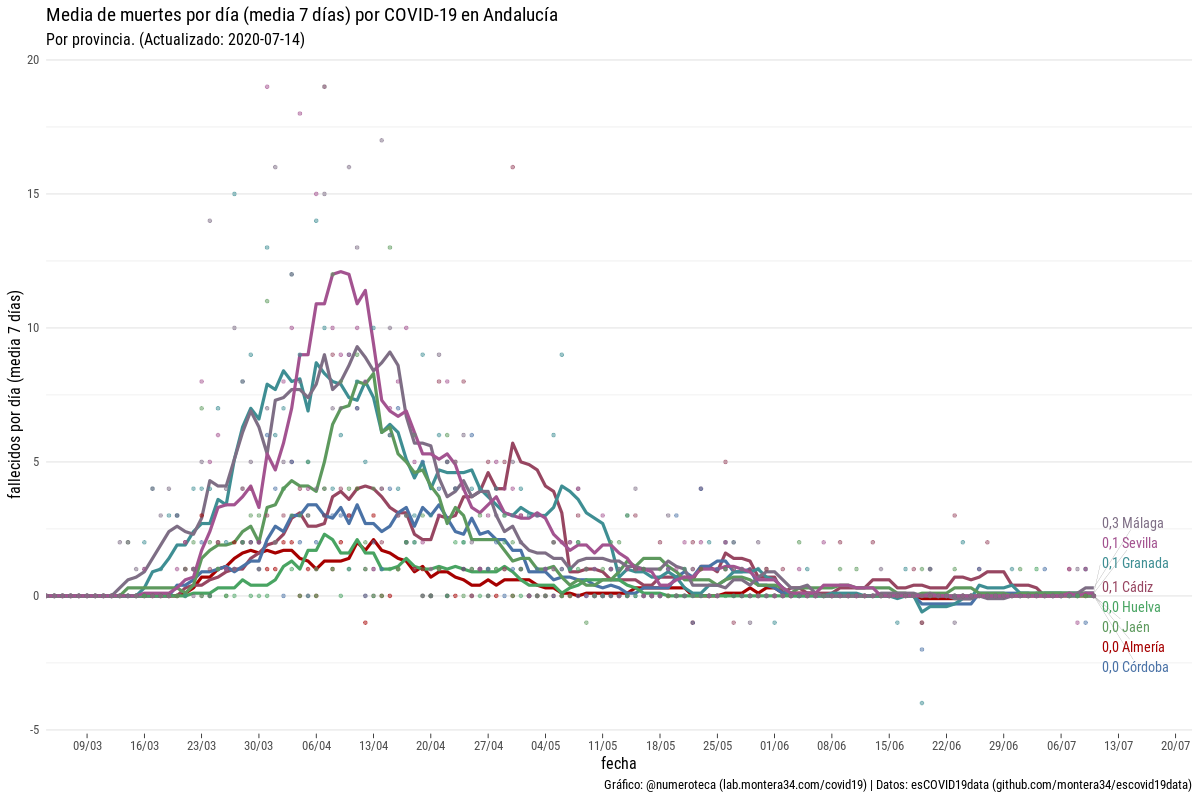 Media de muertes por día (media 7 días) por COVID-19 en Andalucía
Por provincia. (Actualizado: 2020-07-14)
fallecidos por día (media 7 días)
20
15
10
5
0
-5
0,3 Málaga
0,1 Sevilla
0,1 Granada
0,1 Cádiz
0,0 Huelva
0,0 Jaén
0,0 Almería
0,0 Córdoba
09/03 16/03 23/03 30/03 06/04 13/04 20/04 27/04 04/05 11/05 18/05 25/05 01/06 08/06 15/06 22/06 29/06 06/07 13/07 20/07
fecha
Gráfico: @numeroteca (lab.montera34.com/covid19) | Datos: esCOVID19data (github.com/montera34/escovid19data)